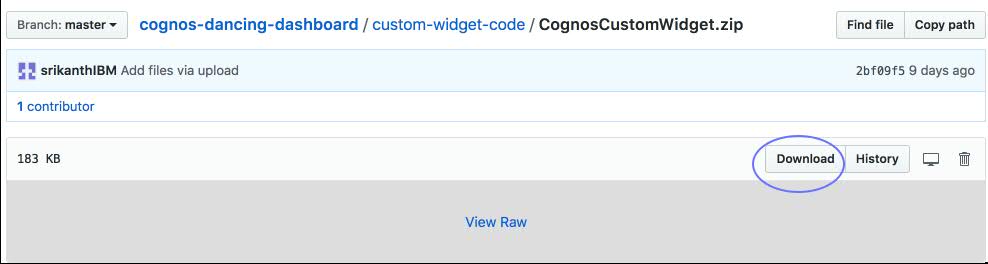 Branch: master cognos-dancing-dashboard / custom-widget-code / CognosCustomWidget.zip Find file Copy path
srikanthIBM Add files via upload 2bf09f5 9 days ago
1 contributor
183 KB Download History
View Raw